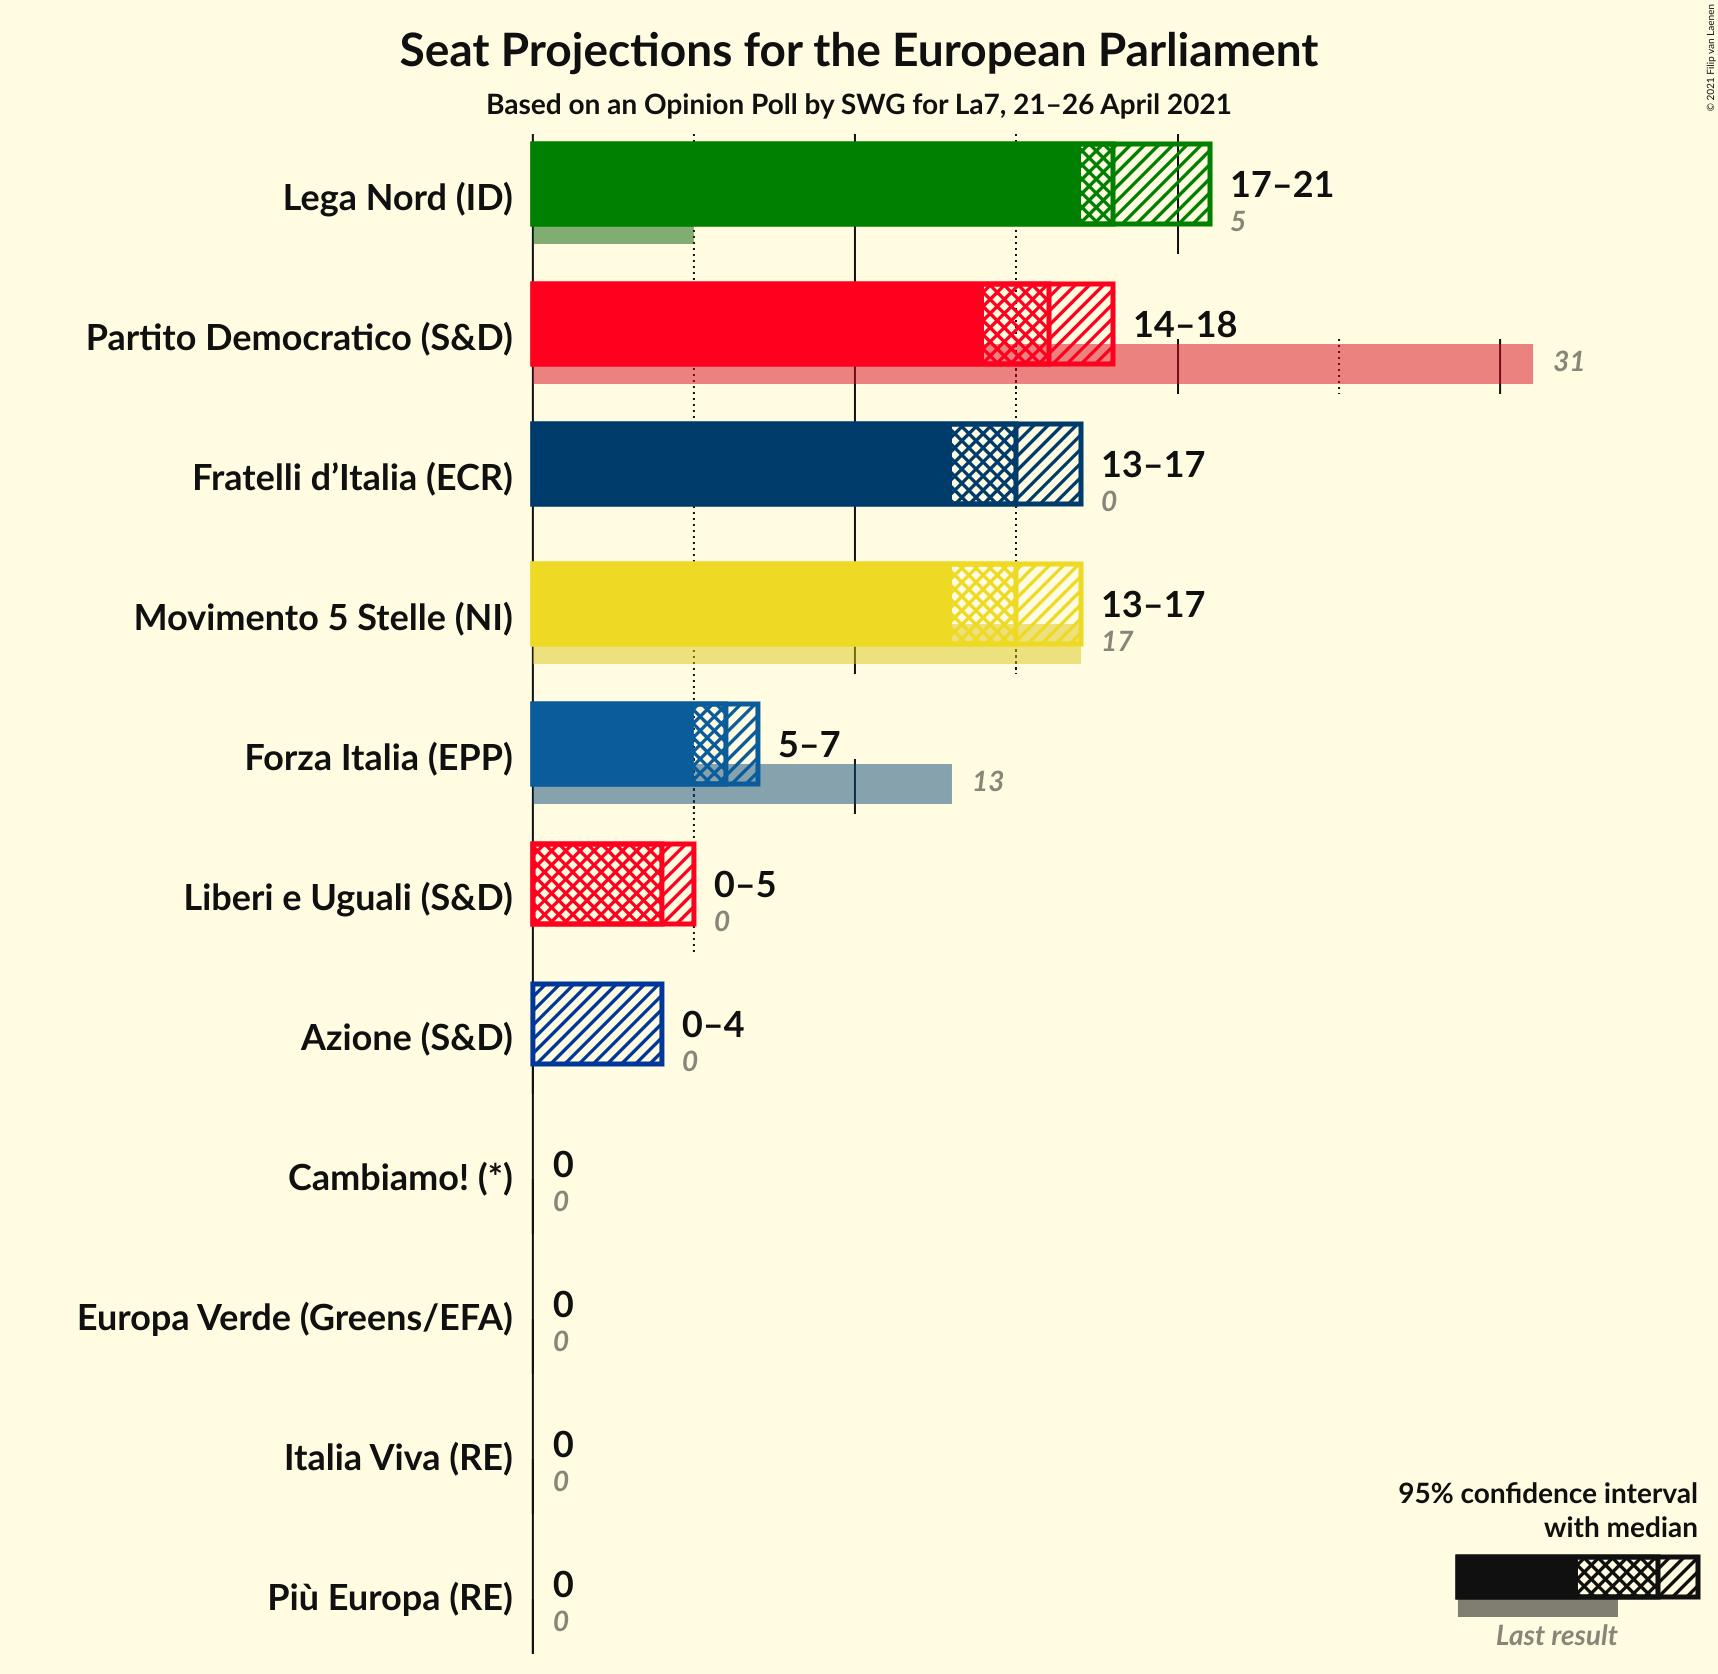 Seat Projections for the European Parliament
Based on an Opinion Poll by SWG for La7, 21–26 April 2021
© 2021 Filip van Laenen
Lega Nord (ID)
17–21
5
Partito Democratico (S&D)
14–18
31
Fratelli d’Italia (ECR)
13–17
0
Movimento 5 Stelle (NI)
13–17
17
Forza Italia (EPP)
5–7
13
Liberi e Uguali (S&D)
0–5
0
Azione (S&D)
0–4
0
Cambiamo! (*)
0
0
Europa Verde (Greens/EFA)
0
0
Italia Viva (RE)
0
0
Più Europa (RE)
0
0
95% confidence interval
with median
Last result